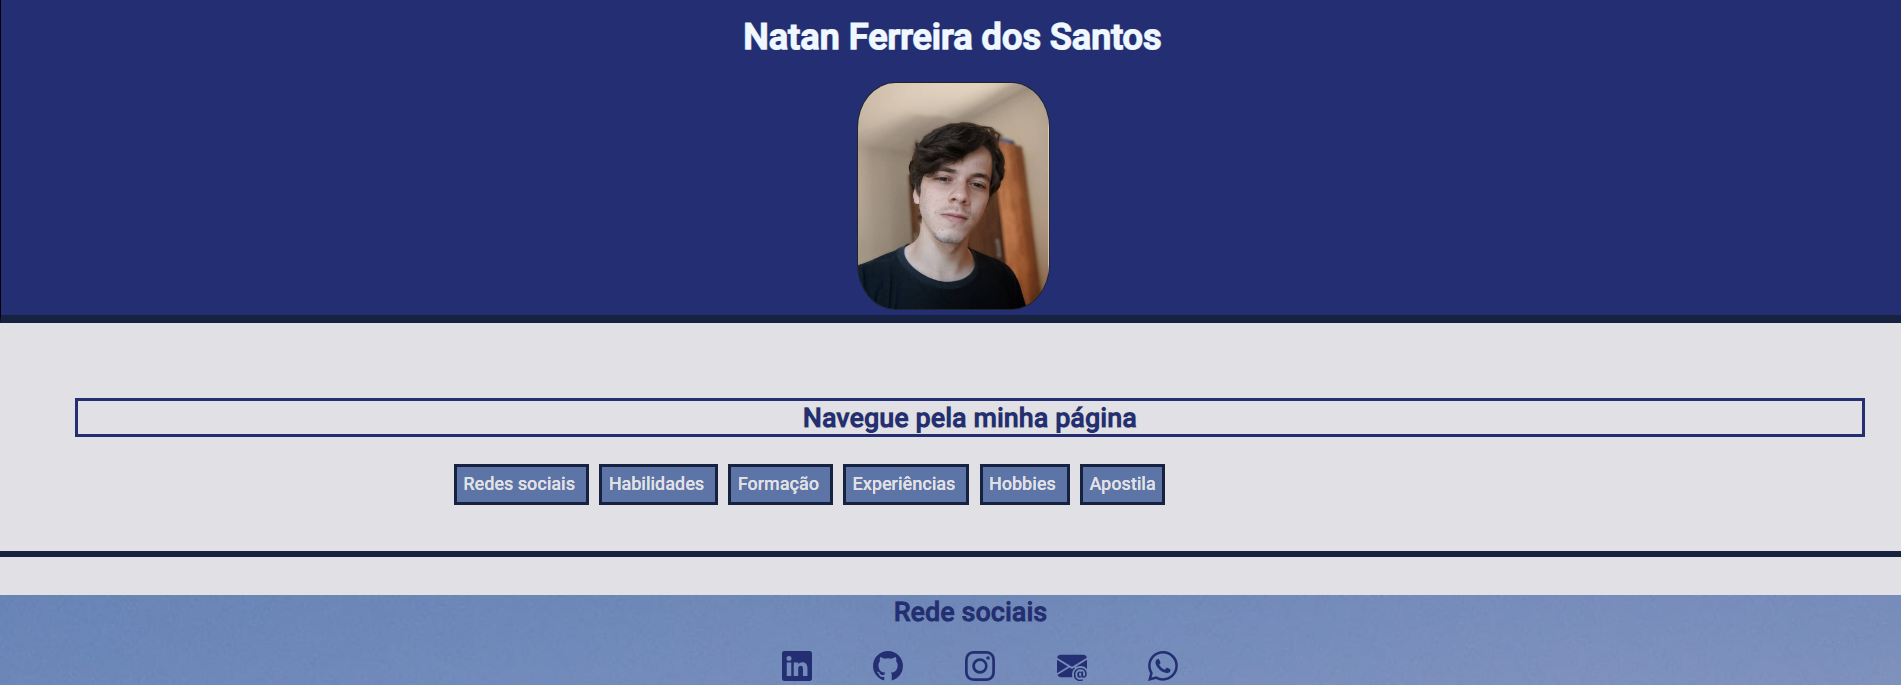 Natan Ferreira dos Santos
Navegue pela minha página
Redes sociais
Habilidades
Formação
Experiências
Hobbies
Apostila
Rede sociais